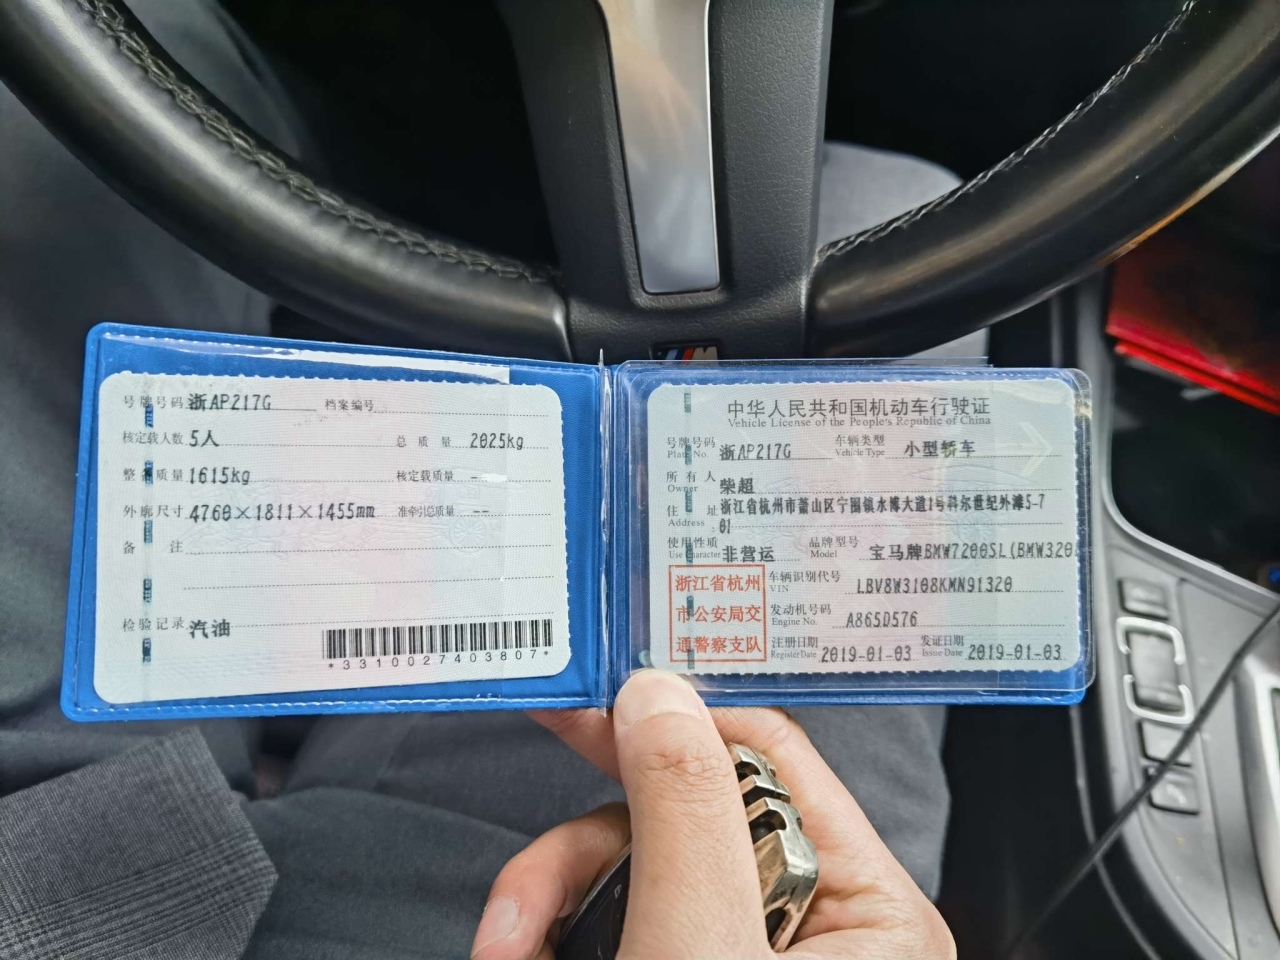 号牌号码 浙AP217G 档案编号
核定载人数 5人 总质量 2025kg
整备质量 1615kg 核定载质量 --
外廓尺寸 4760×1811×1455mm 准牵引总质量 --
备注
检验记录 汽油
*3310027403807*
中华人民共和国机动车行驶证
Vehicle License of the People's Republic of China
号牌号码 浙AP217G 车辆类型 小型轿车
Plate No. Vehicle Type
所有人 柴超
Owner
住址 浙江省杭州市萧山区宁围镇水博大道1号科尔世纪外滩5-7
Address 01
使用性质 非营运 品牌型号 宝马牌BMW7200SL(BMW320
Use Character Model
浙江省杭州
市公安局交
通警察支队
车辆识别代号 LBV8W3108KMN91320
VIN
发动机号码 A865D576
Engine No.
注册日期 2019-01-03 发证日期 2019-01-03
Register Date Issue Date